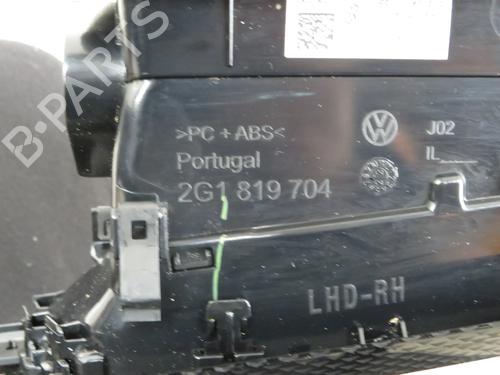 B-PARTS
>PC + ABS<
Portugal
2G1 819 704
J02
IL
LHD-RH